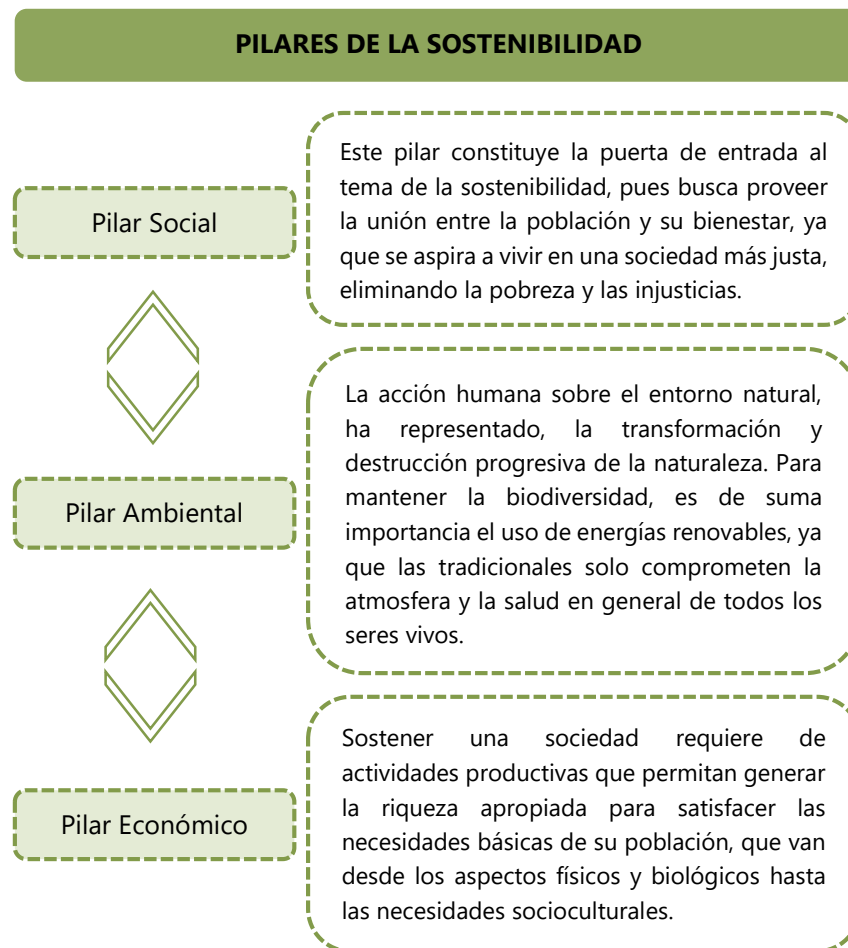 PILARES DE LA SOSTENIBILIDAD
Pilar Social
Este pilar constituye la puerta de entrada al
tema de la sostenibilidad, pues busca proveer
la unión entre la población y su bienestar, ya
que se aspira a vivir en una sociedad más justa,
eliminando la pobreza y las injusticias.
Pilar Ambiental
La acción humana sobre el entorno natural,
ha representado, la transformación y
destrucción progresiva de la naturaleza. Para
mantener la biodiversidad, es de suma
importancia el uso de energías renovables, ya
que las tradicionales solo comprometen la
atmosfera y la salud en general de todos los
seres vivos.
Pilar Económico
Sostener una sociedad requiere de
actividades productivas que permitan generar
la riqueza apropiada para satisfacer las
necesidades básicas de su población, que van
desde los aspectos físicos y biológicos hasta
las necesidades socioculturales.